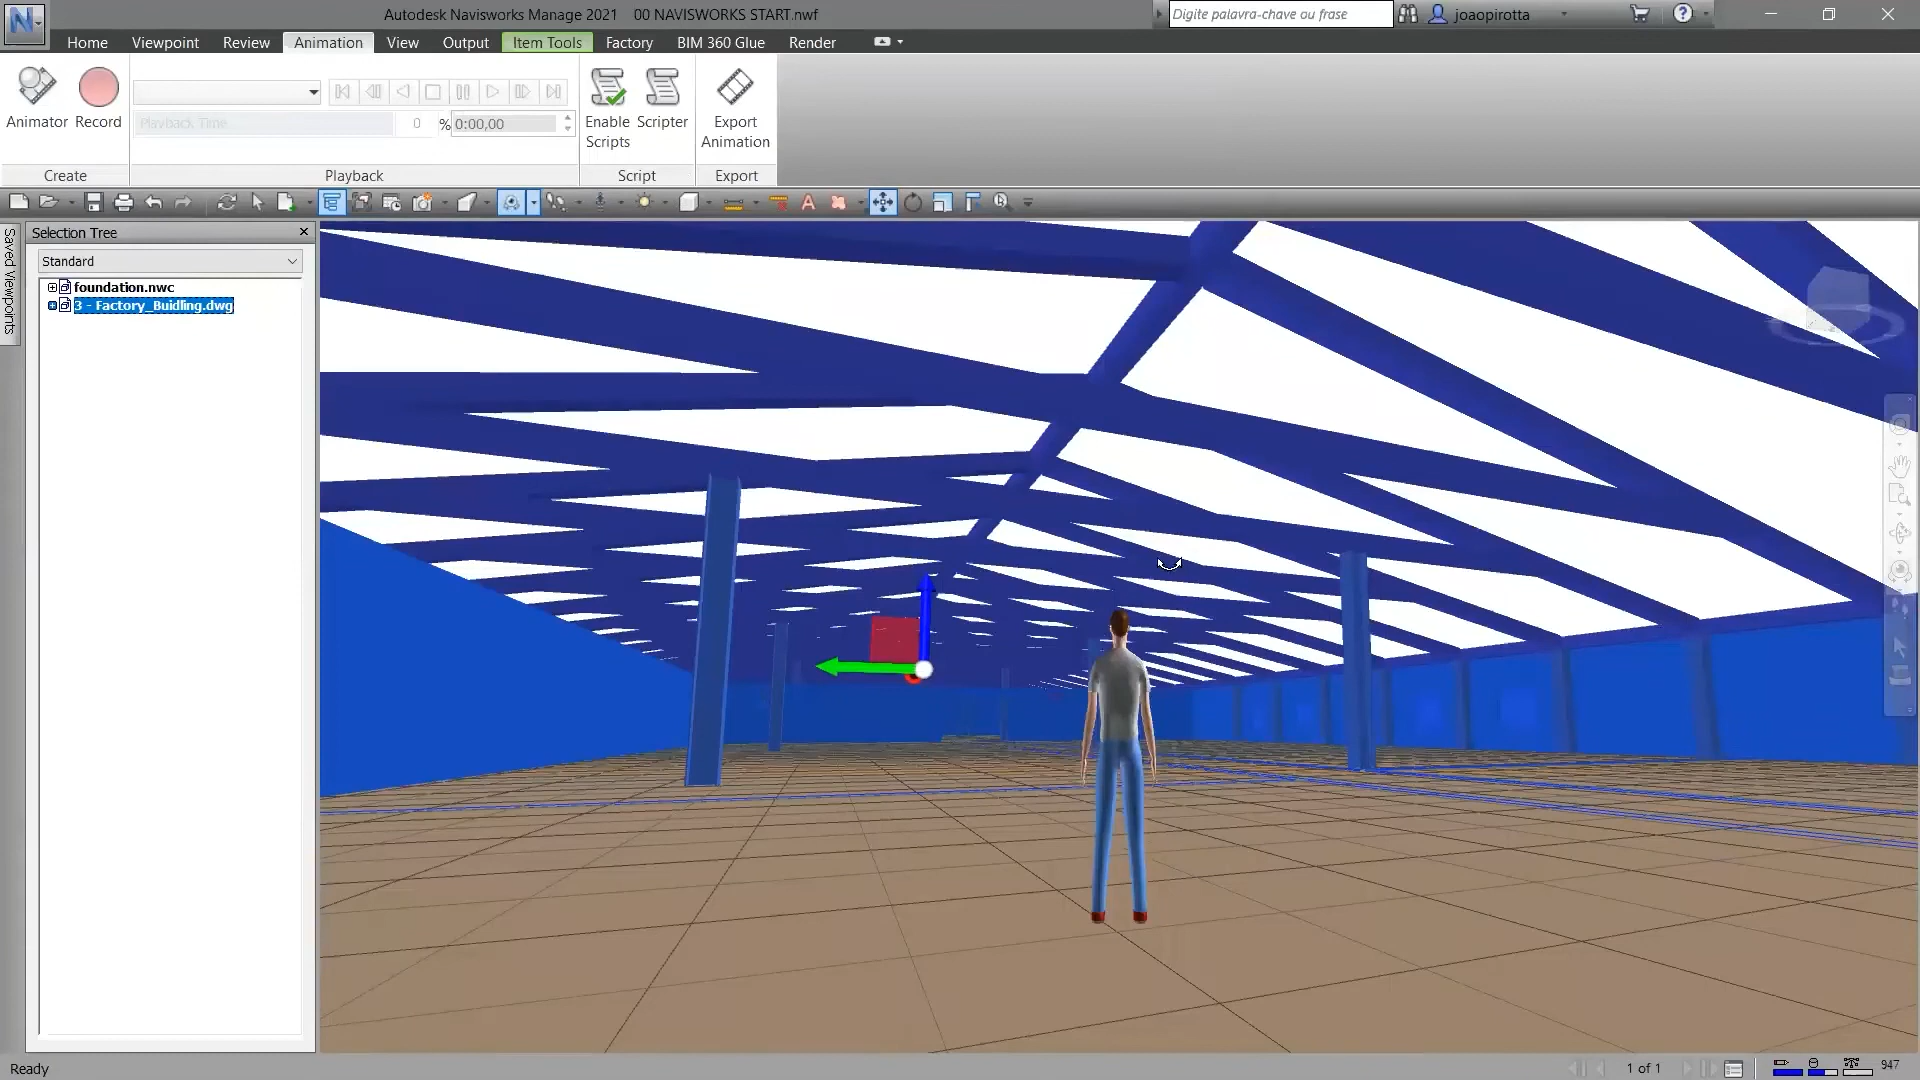 Autodesk Navisworks Manage 2021    00 NAVISWORKS START.nwf
Digite palavra-chave ou frase
joaopirotta
Home Viewpoint Review Animation View Output Item Tools Factory BIM 360 Glue Render
Animator Record
Playback Time
0 % 0:00,00
Enable Scripts
Scripter
Export Animation
Create Playback Script Export
Saved Viewpoints
Selection Tree
Standard
foundation.nwc
3 - Factory_Buidling.dwg
Ready
1 of 1
947